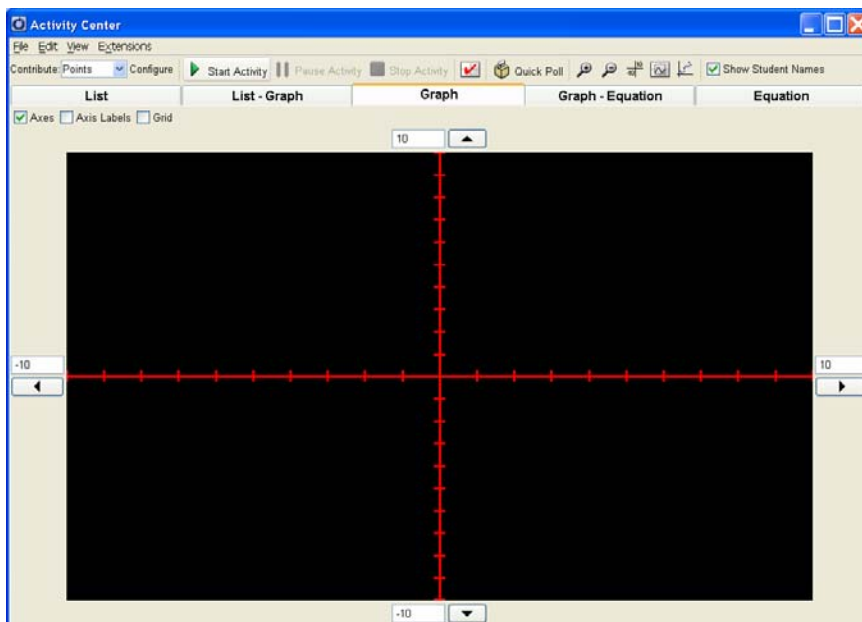 Activity Center
File Edit View Extensions
Contribute: Points Configure Start Activity Pause Activity Stop Activity Quick Poll Show Student Names
List List - Graph Graph Graph - Equation Equation
Axes Axis Labels Grid
10
-10 10
-10